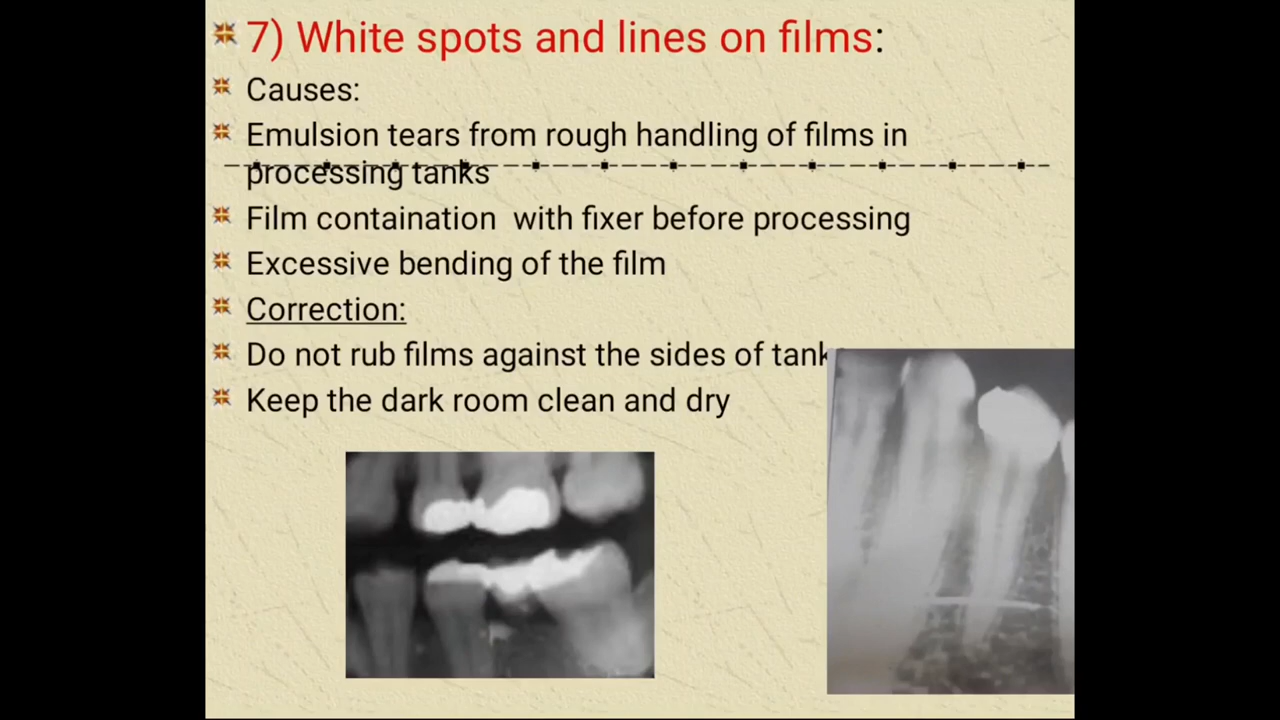 7) White spots and lines on films:
Causes:
Emulsion tears from rough handling of films in
processing tanks
Film containation with fixer before processing
Excessive bending of the film
Correction:
Do not rub films against the sides of tank
Keep the dark room clean and dry